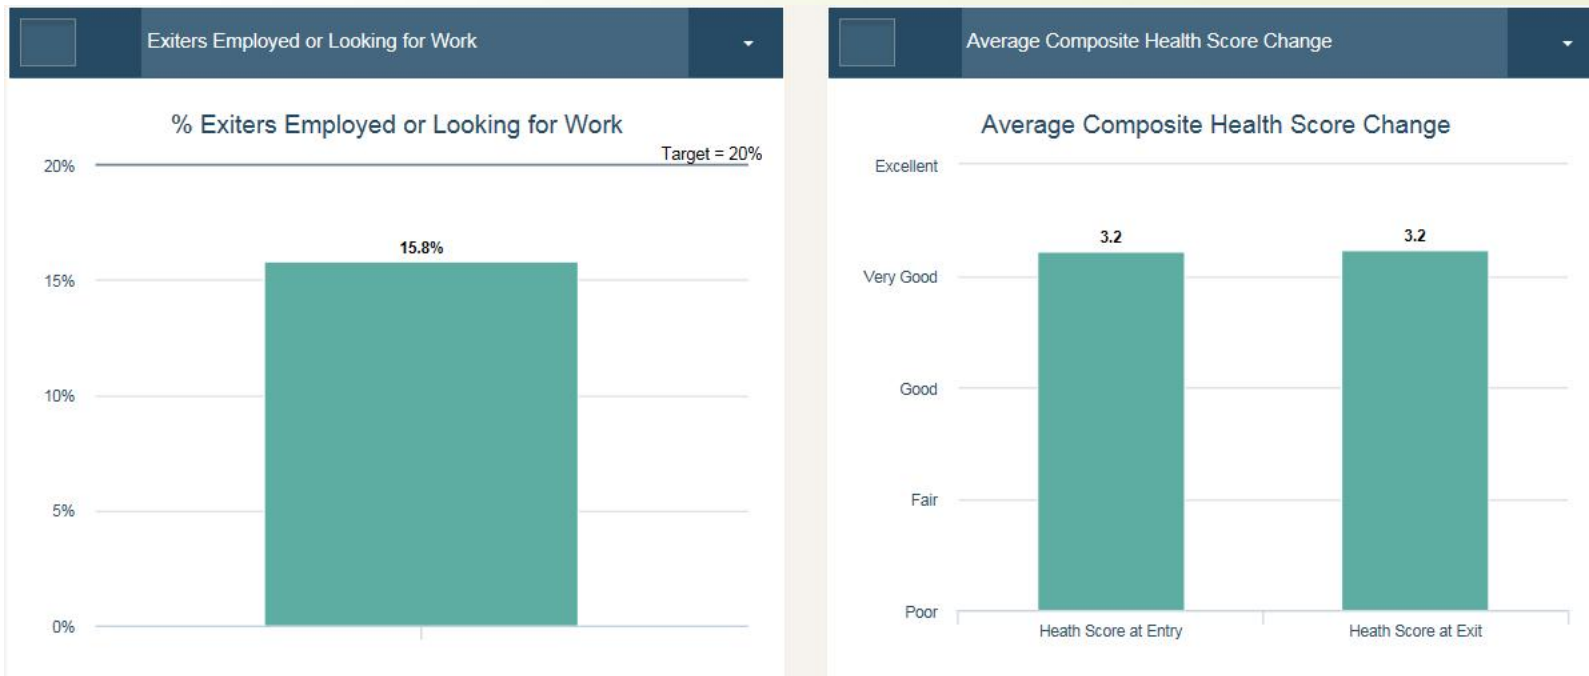 Exiters Employed or Looking for Work
% Exiters Employed or Looking for Work
Target = 20%
20%
15.8%
15%
10%
5%
0%
Average Composite Health Score Change
Average Composite Health Score Change
Excellent
3.2
3.2
Very Good
Good
Fair
Poor
Heath Score at Entry
Heath Score at Exit